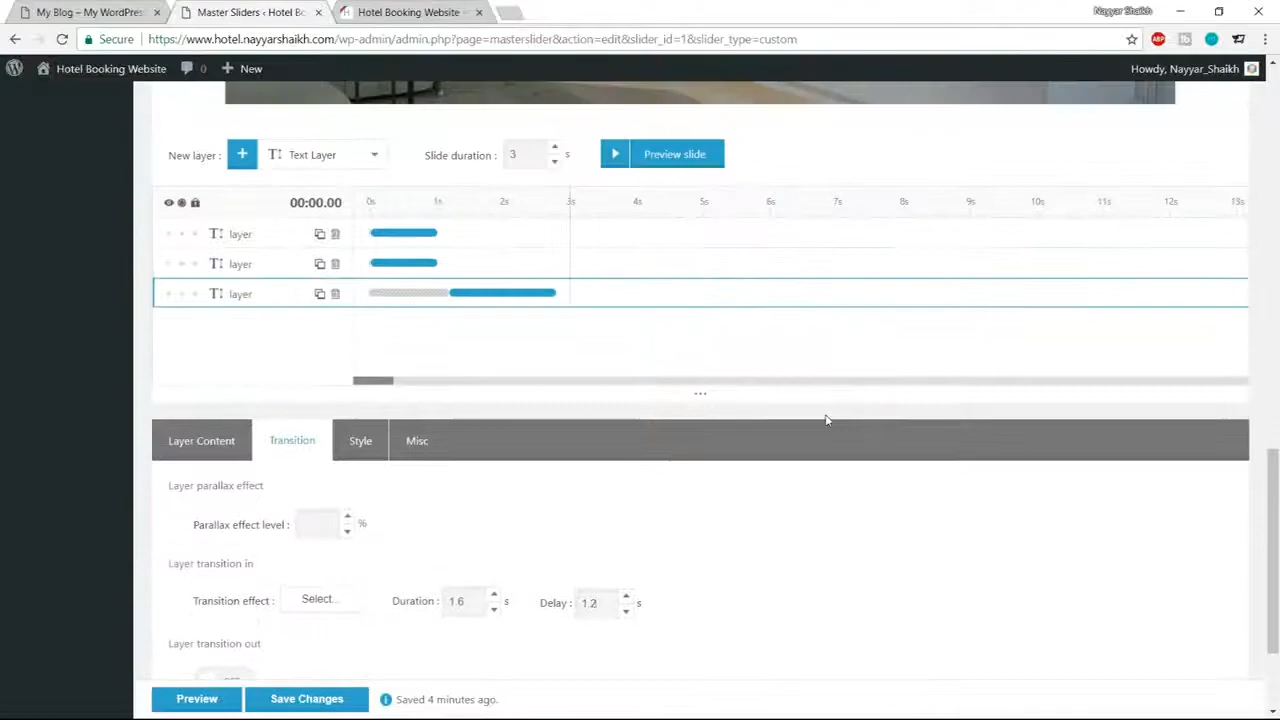 My Blog – My WordPres
Master Sliders ‹ Hotel Bo
Hotel Booking Website –
Nayyar Shaikh
Secure
https://www.hotel.nayyarshaikh.com/wp-admin/admin.php?page=masterslider&action=edit&slider_id=1&slider_type=custom
Hotel Booking Website 0 + New Howdy, Nayyar_Shaikh
New layer : + Text Layer Slide duration : 3 s Preview slide
00:00.00 0s 1s 2s 3s 4s 5s 6s 7s 8s 9s 10s 11s 12s 13s
layer
layer
layer
Layer Content Transition Style Misc
Layer parallax effect
Parallax effect level : %
Layer transition in
Transition effect : Select... Duration : 1.6 s Delay : 1.2 s
Layer transition out
Preview Save Changes Saved 4 minutes ago.